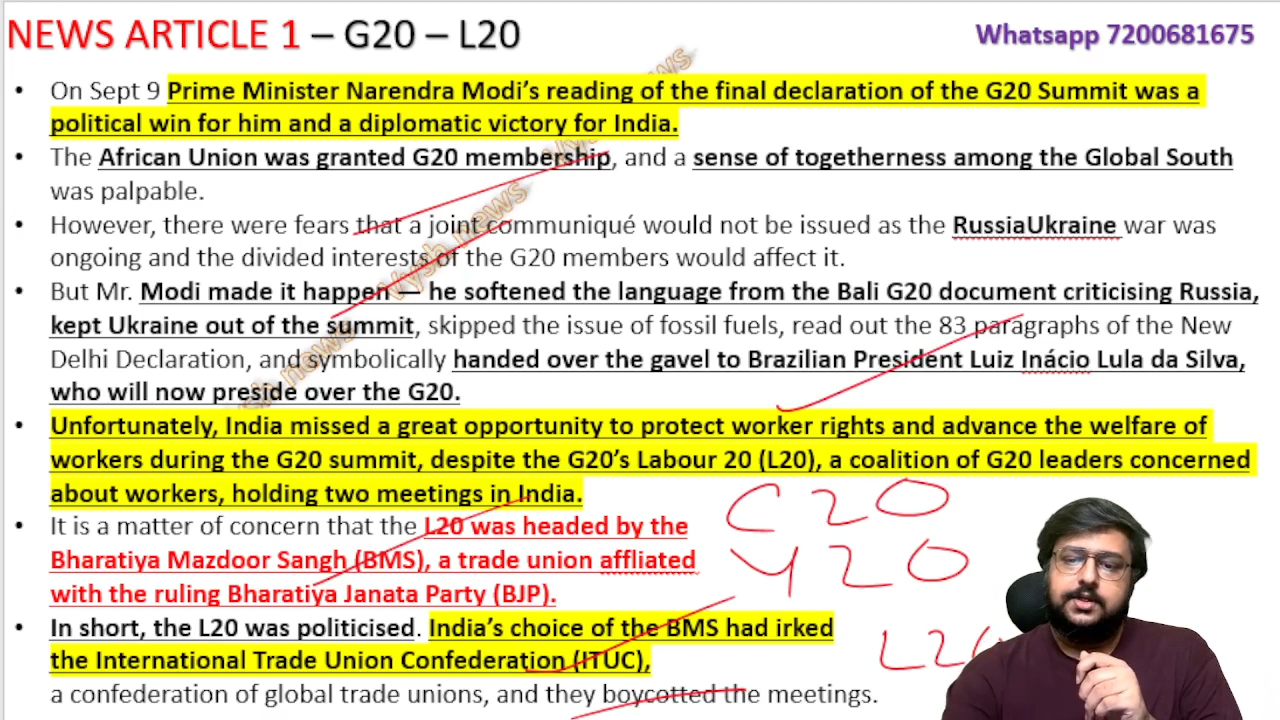 NEWS ARTICLE 1 – G20 – L20
Whatsapp 7200681675
• On Sept 9 Prime Minister Narendra Modi’s reading of the final declaration of the G20 Summit was a
political win for him and a diplomatic victory for India.
• The African Union was granted G20 membership, and a sense of togetherness among the Global South
was palpable.
• However, there were fears that a joint communiqué would not be issued as the RussiaUkraine war was
ongoing and the divided interests of the G20 members would affect it.
• But Mr. Modi made it happen — he softened the language from the Bali G20 document criticising Russia,
kept Ukraine out of the summit, skipped the issue of fossil fuels, read out the 83 paragraphs of the New
Delhi Declaration, and symbolically handed over the gavel to Brazilian President Luiz Inácio Lula da Silva,
who will now preside over the G20.
• Unfortunately, India missed a great opportunity to protect worker rights and advance the welfare of
workers during the G20 summit, despite the G20’s Labour 20 (L20), a coalition of G20 leaders concerned
about workers, holding two meetings in India.
• It is a matter of concern that the L20 was headed by the
Bharatiya Mazdoor Sangh (BMS), a trade union affliated
with the ruling Bharatiya Janata Party (BJP).
• In short, the L20 was politicised. India’s choice of the BMS had irked
the International Trade Union Confederation (ITUC),
a confederation of global trade unions, and they boycotted the meetings.
C20
Y20
L20
Vysh news